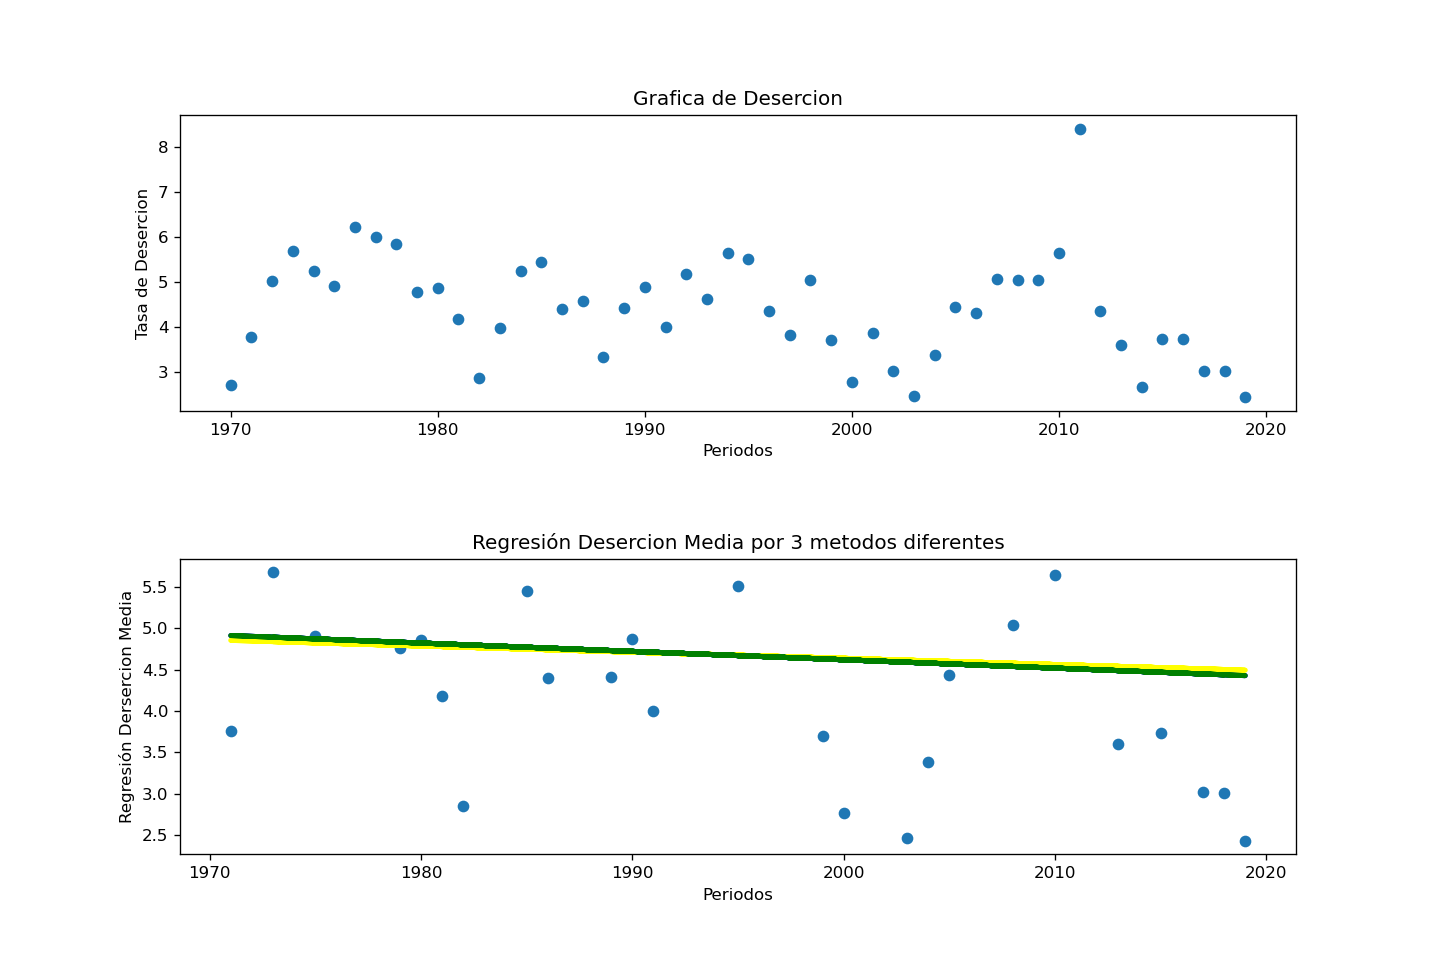 Grafica de Desercion
8
7
6
5
4
3
Tasa de Desercion
1970 1980 1990 2000 2010 2020
Periodos
Regresión Desercion Media por 3 metodos diferentes
5.5
5.0
4.5
4.0
3.5
3.0
2.5
Regresión Dersercion Media
1970 1980 1990 2000 2010 2020
Periodos